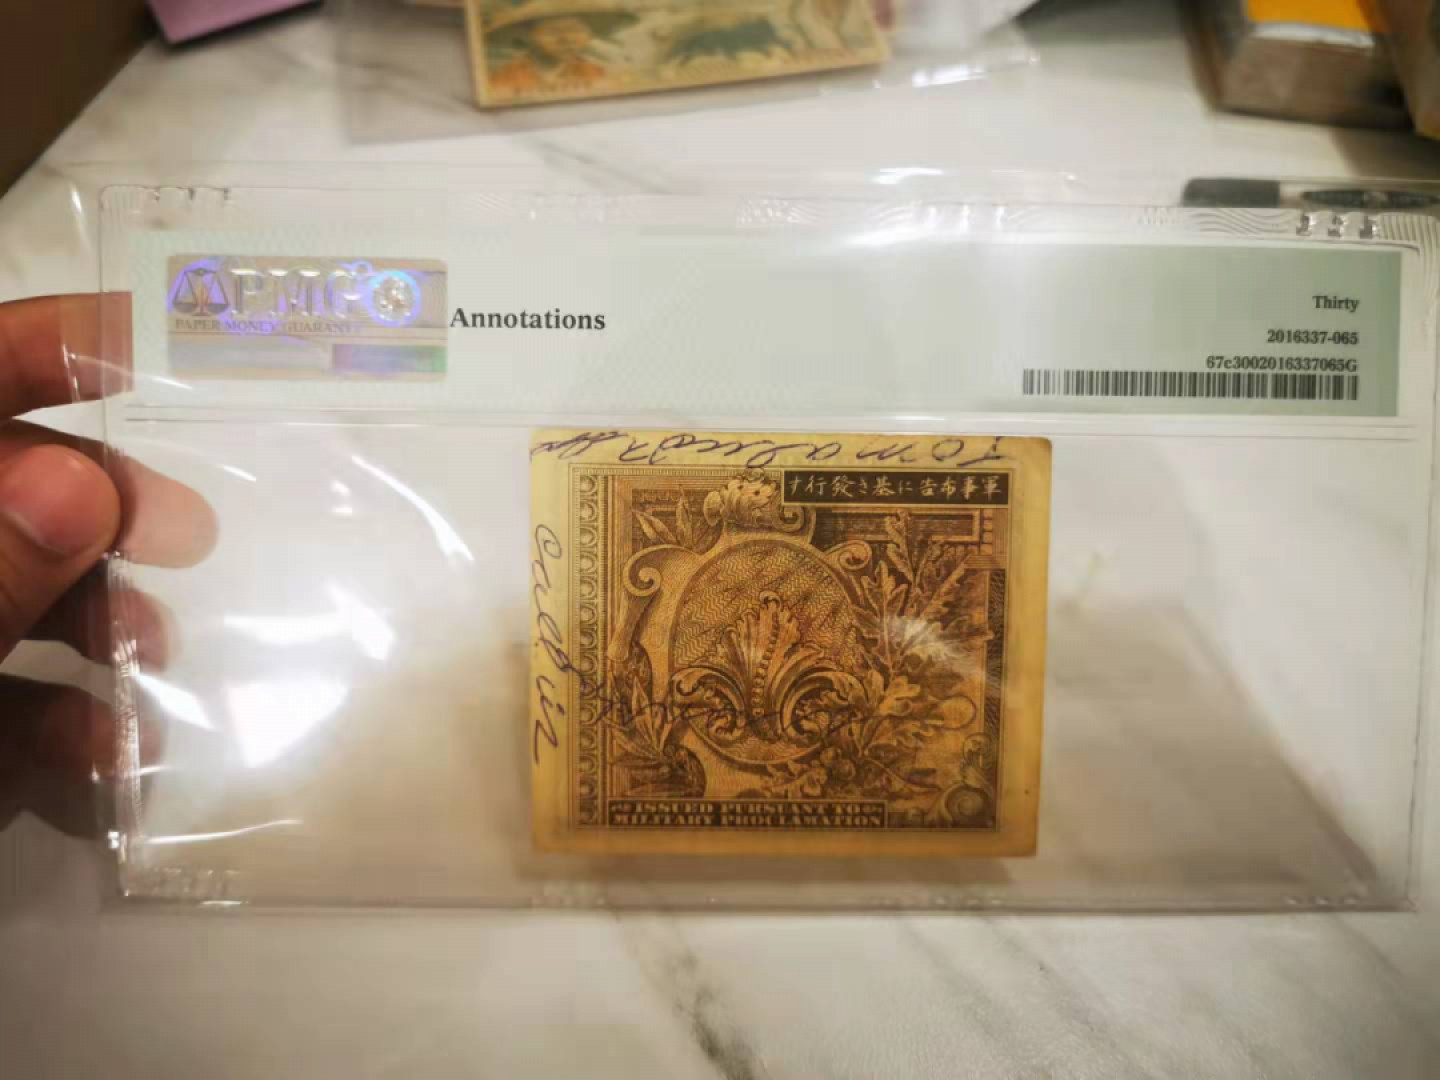 PMG
PAPER MONEY GUARANTY
Annotations
Thirty
2016337-065
67c3002016337065G
す行發き基に告布事軍
ISSUED PURSUANT TO
MILITARY PROCLAMATION